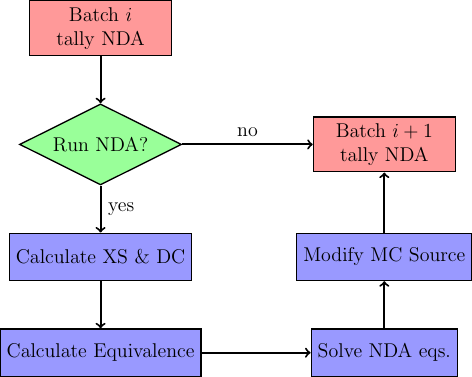 Batch i
tally NDA
Run NDA?
no
Batch i + 1
tally NDA
yes
Calculate XS & DC
Modify MC Source
Calculate Equivalence
Solve NDA eqs.